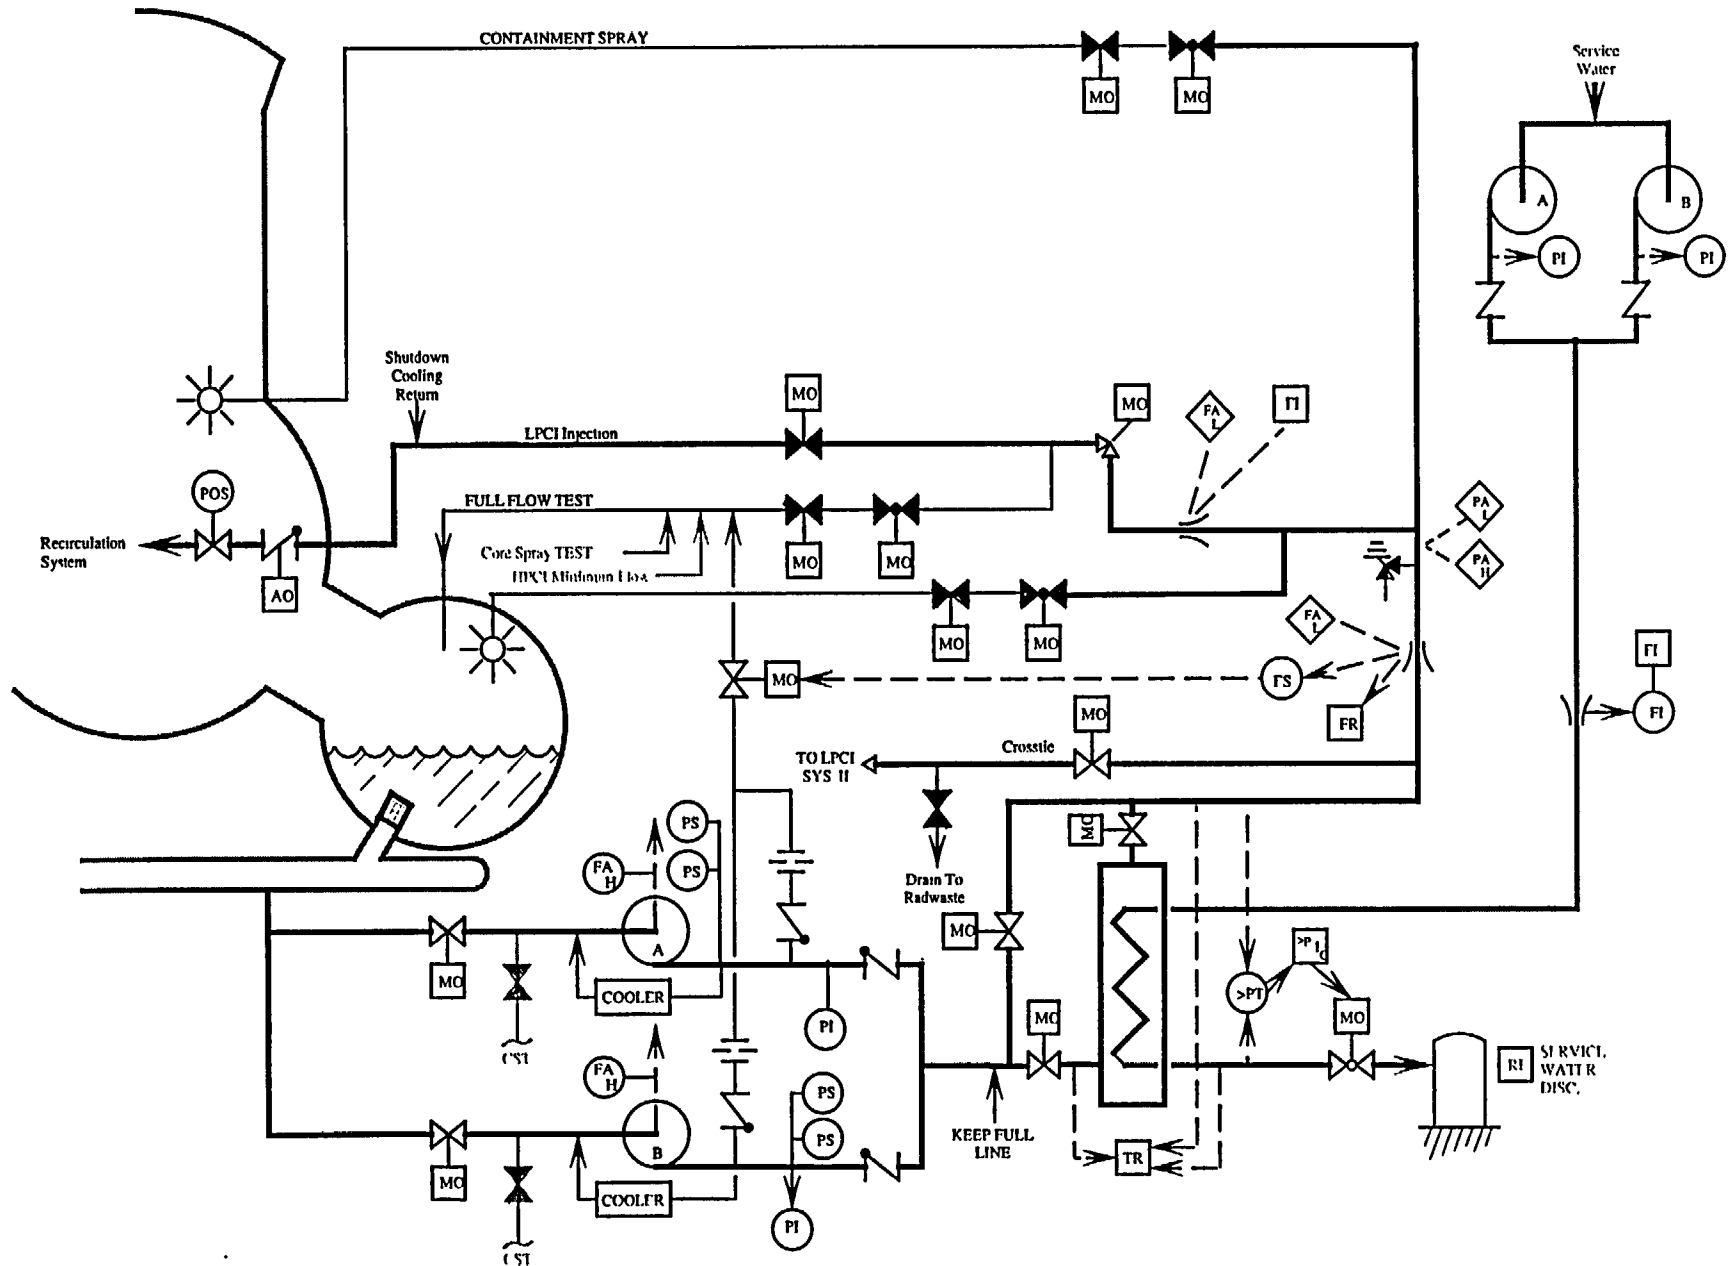 CONTAINMENT SPRAY
MO
MO
Service
Water
A
B
PI
PI
Shutdown
Cooling
Return
MO
MO
FA
L
LPCI Injection
POS
FULL FLOW TEST
PA
L
Recirculation
System
Core Spray TEST
HPCI Minimum Flow
MO
MO
PA
H
AO
FA
L
MO
MO
MO
FS
FR
FI
MO
Crosstie
TO LPCI
SYS II
PS
MO
PS
FA
H
Drain To
Radwaste
MO
A
>P
MO
COOLER
>PT
MO
MO
PI
CST
FA
H
PS
RI
SERVICE
WATER
DISC.
PS
KEEP FULL
LINE
B
TR
MO
COOLER
PI
CST